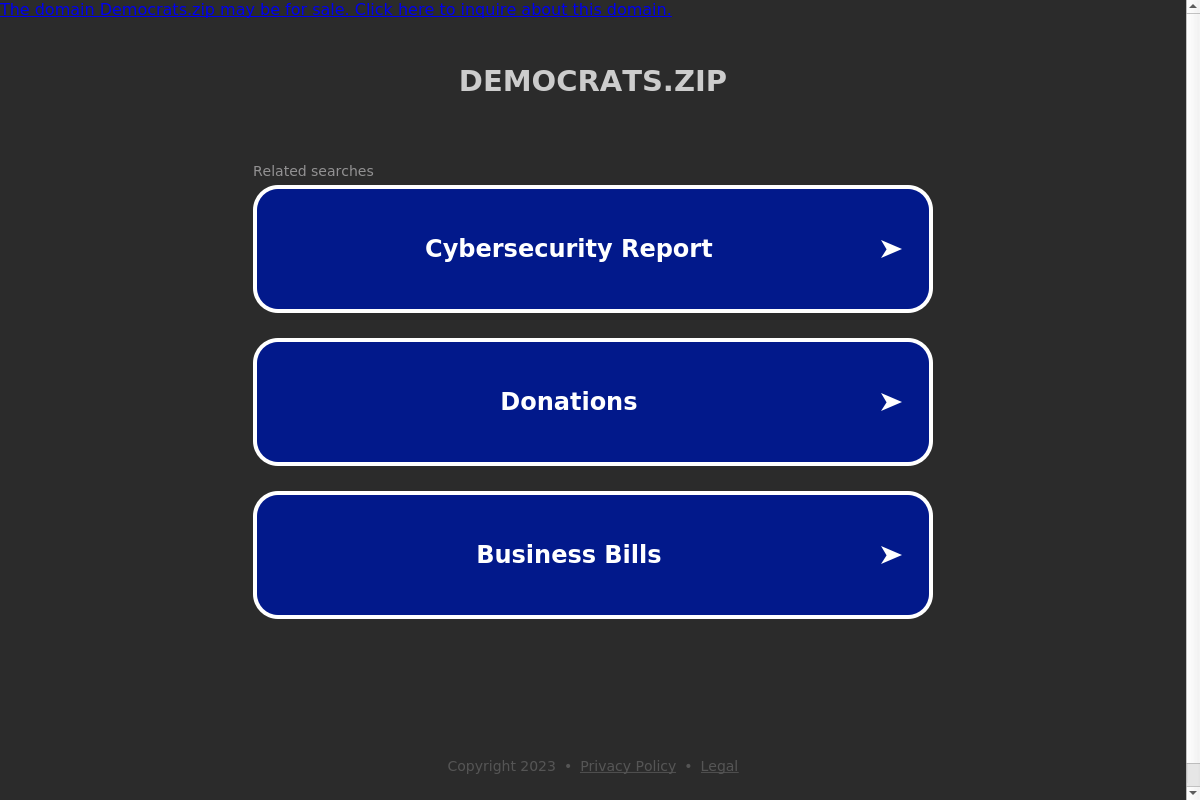 The domain Democrats.zip may be for sale. Click here to inquire about this domain.
DEMOCRATS.ZIP
Related searches
Cybersecurity Report
Donations
Business Bills
Copyright 2023 • Privacy Policy • Legal